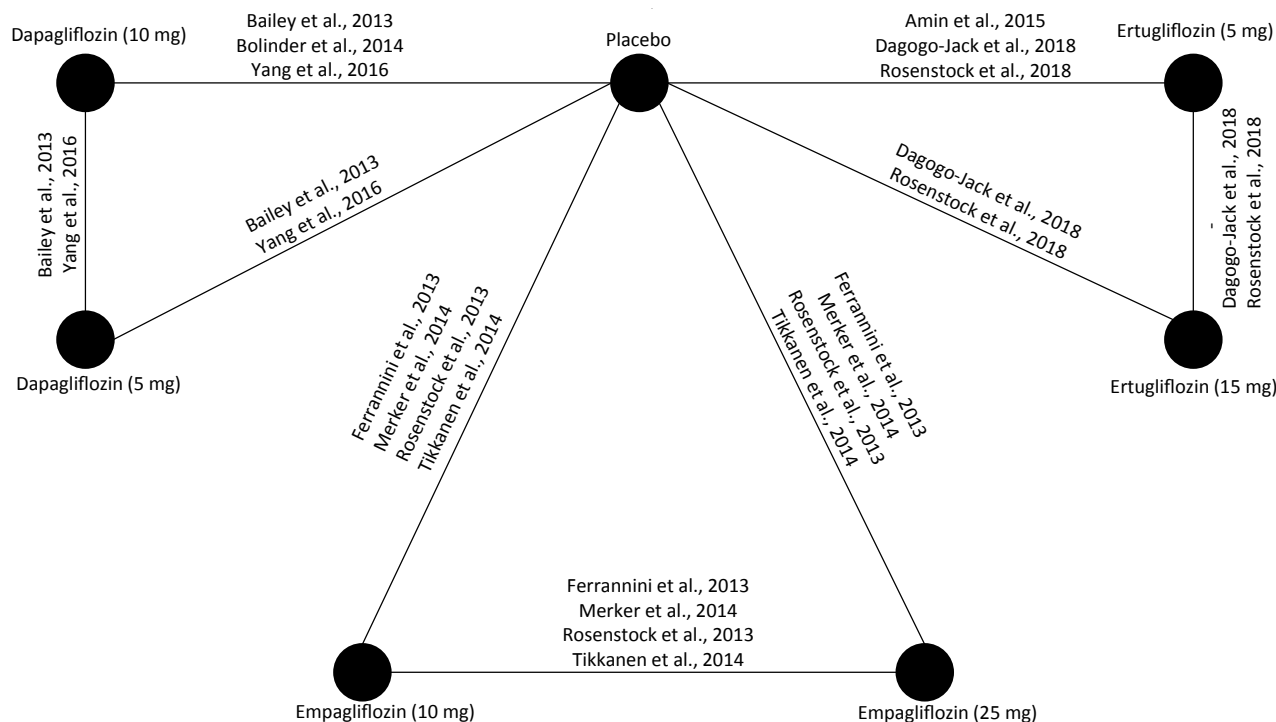 Bailey et al., 2013
Bolinder et al., 2014
Yang et al., 2016
Dapagliflozin (10 mg)
Placebo
Amin et al., 2015
Dagogo-Jack et al., 2018
Rosenstock et al., 2018
Ertugliflozin (5 mg)
Bailey et al., 2013
Yang et al., 2016
Bailey et al., 2013
Yang et al., 2016
Dagogo-Jack et al., 2018
Rosenstock et al., 2018
-
Dagogo-Jack et al., 2018
Rosenstock et al., 2018
Dapagliflozin (5 mg)
Ferrannini et al., 2013
Merker et al., 2014
Rosenstock et al., 2013
Tikkanen et al., 2014
Ferrannini et al., 2013
Merker et al., 2014
Rosenstock et al., 2013
Tikkanen et al., 2014
Ertugliflozin (15 mg)
Ferrannini et al., 2013
Merker et al., 2014
Rosenstock et al., 2013
Tikkanen et al., 2014
Empagliflozin (10 mg)
Empagliflozin (25 mg)